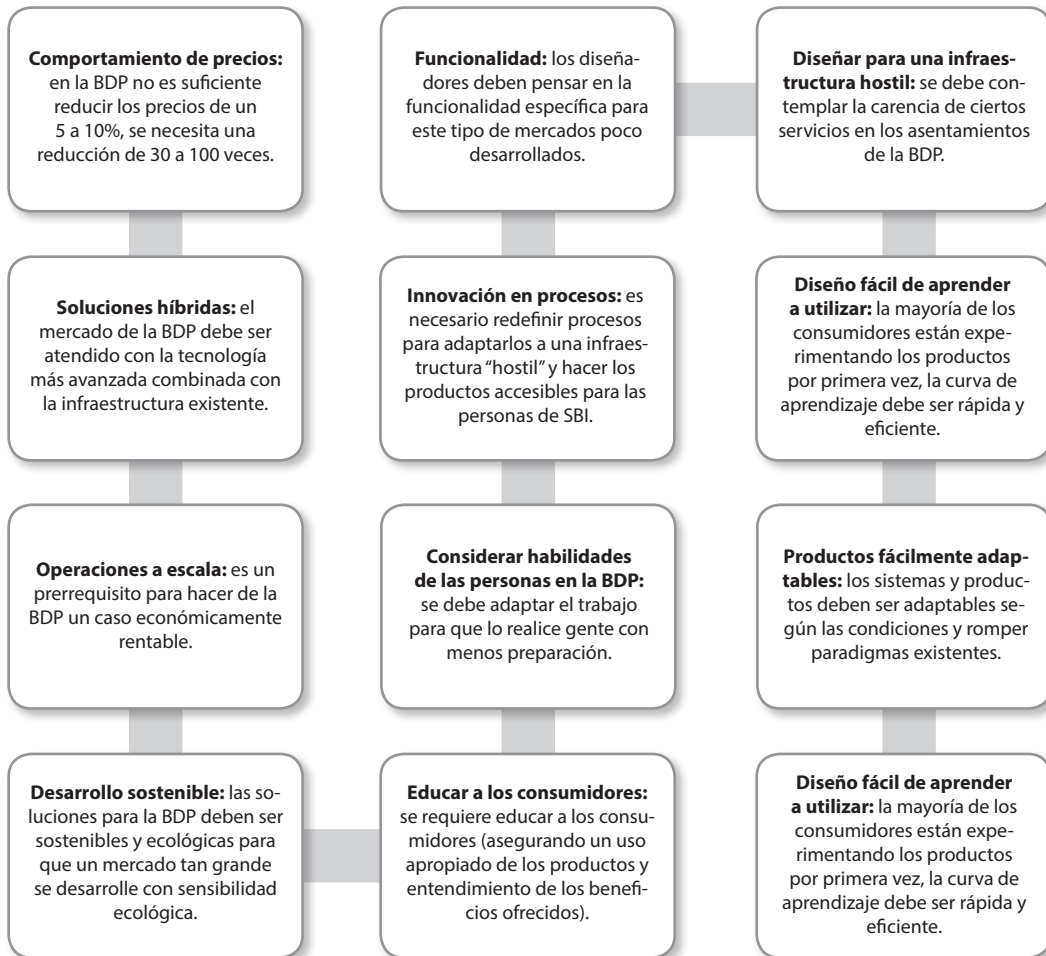 Comportamiento de precios:
en la BDP no es suficiente
reducir los precios de un
5 a 10%, se necesita una
reducción de 30 a 100 veces.
Soluciones híbridas: el
mercado de la BDP debe ser
atendido con la tecnología
más avanzada combinada con
la infraestructura existente.
Operaciones a escala: es un
prerrequisito para hacer de la
BDP un caso económicamente
rentable.
Desarrollo sostenible: las so-
luciones para la BDP deben ser
sostenibles y ecológicas para
que un mercado tan grande
se desarrolle con sensibilidad
ecológica.
Educar a los consumidores:
se requiere educar a los consu-
midores (asegurando un uso
apropiado de los productos y
entendimiento de los benefi-
cios ofrecidos).
Considerar habilidades
de las personas en la BDP:
se debe adaptar el trabajo
para que lo realice gente con
menos preparación.
Innovación en procesos: es
necesario redefinir procesos
para adaptarlos a una infraes-
tructura “hostil” y hacer los
productos accesibles para las
personas de SBI.
Funcionalidad: los diseña-
dores deben pensar en la
funcionalidad específica para
este tipo de mercados poco
desarrollados.
Diseñar para una infraes-
tructura hostil: se debe con-
templar la carencia de ciertos
servicios en los asentamientos
de la BDP.
Diseño fácil de aprender
a utilizar: la mayoría de los
consumidores están expe-
rimentando los productos
por primera vez, la curva de
aprendizaje debe ser rápida y
eficiente.
Productos fácilmente adap-
tables: los sistemas y produc-
tos deben ser adaptables se-
gún las condiciones y romper
paradigmas existentes.
Diseño fácil de aprender
a utilizar: la mayoría de los
consumidores están expe-
rimentando los productos
por primera vez, la curva de
aprendizaje debe ser rápida y
eficiente.